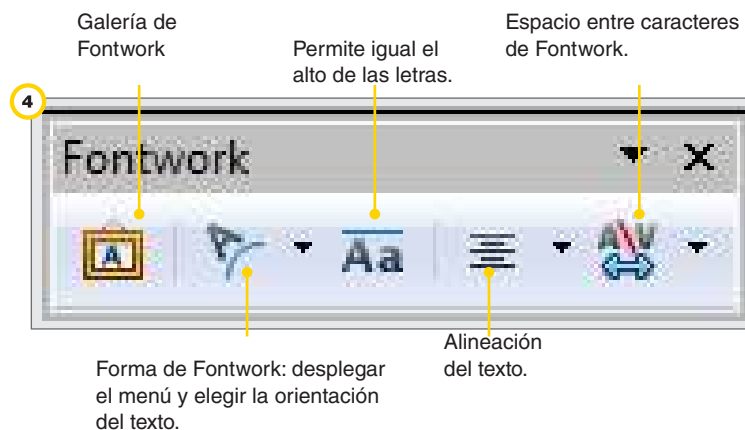 Galería de
Fontwork
Permite igual el
alto de las letras.
Espacio entre caracteres
de Fontwork.
4
Fontwork
A
A
Aa
A V
Forma de Fontwork: desplegar
el menú y elegir la orientación
del texto.
Alineación
del texto.